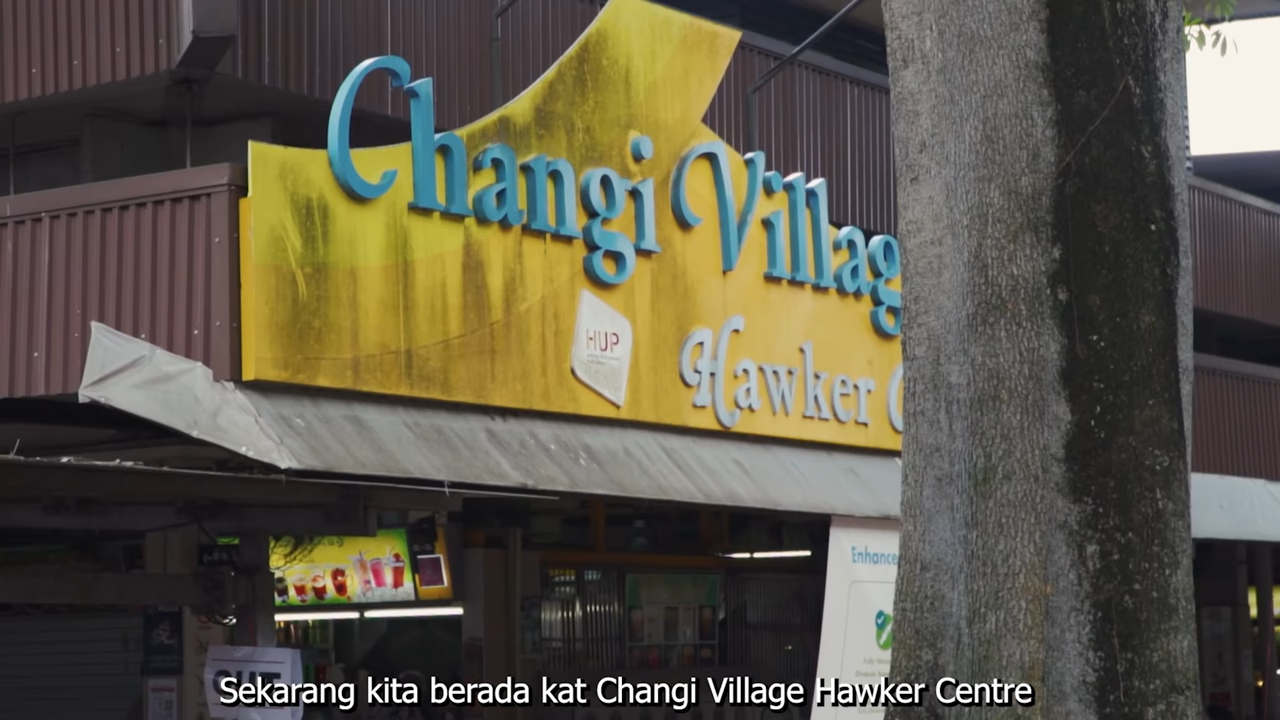 Changi Villag
Hawker C
HUP
Enhance
Sekarang kita berada kat Changi Village Hawker Centre